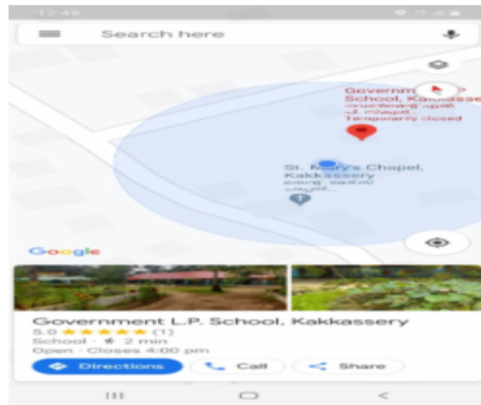 12:49
Search here
Government L P
School, Kakkasse
Temporarily closed
St. Mary's Chapel,
Kakkassery
Google
Government L.P. School, Kakkassery
5.0 (1)
School · 2 min
Open · Closes 4:00 pm
Directions
Call
Share